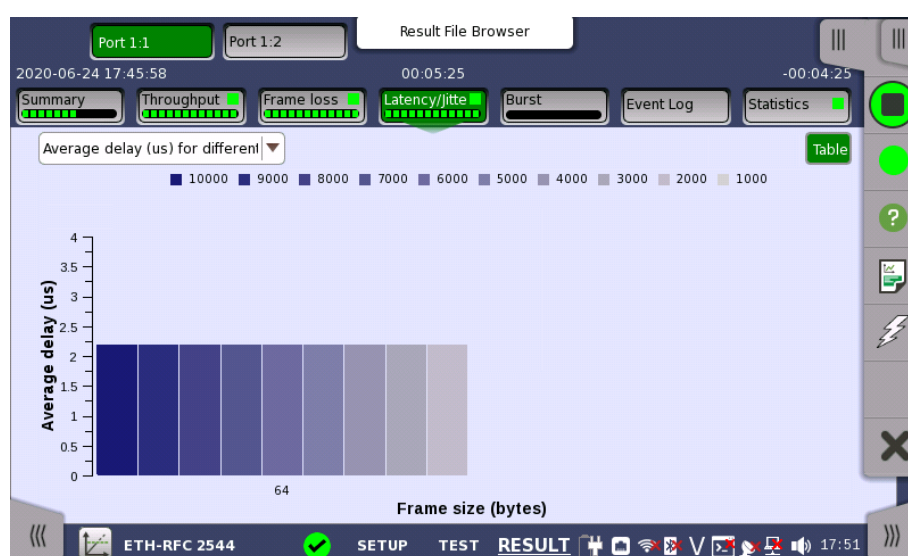 Port 1:1 Port 1:2 Result File Browser
2020-06-24 17:45:58 00:05:25 -00:04:25
Summary Throughput Frame loss Latency/Jitte Burst Event Log Statistics
Average delay (us) for different Table
10000 9000 8000 7000 6000 5000 4000 3000 2000 1000
4
3.5
3
2.5
2
1.5
1
0.5
0
Average delay (us)
64
Frame size (bytes)
ETH-RFC 2544 SETUP TEST RESULT 17:51